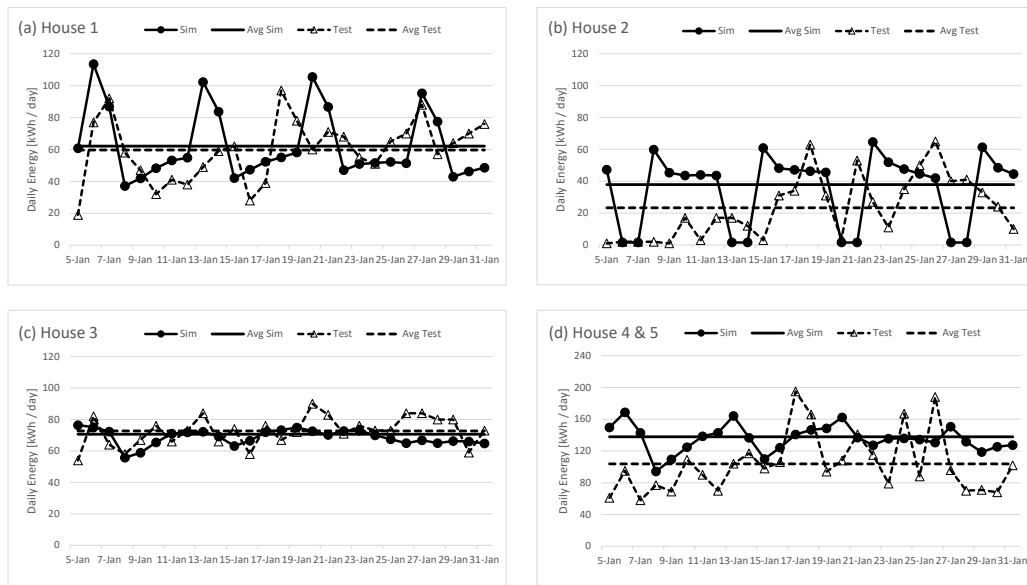 (a) House 1
Sim Avg Sim Test Avg Test
Daily Energy [kWh / day]
120
100
80
60
40
20
0
5-Jan 7-Jan 9-Jan 11-Jan 13-Jan 15-Jan 17-Jan 19-Jan 21-Jan 23-Jan 25-Jan 27-Jan 29-Jan 31-Jan
(b) House 2
Sim Avg Sim Test Avg Test
Daily Energy [kWh / day]
120
100
80
60
40
20
0
5-Jan 7-Jan 9-Jan 11-Jan 13-Jan 15-Jan 17-Jan 19-Jan 21-Jan 23-Jan 25-Jan 27-Jan 29-Jan 31-Jan
(c) House 3
Sim Avg Sim Test Avg Test
Daily Energy [kWh / day]
120
100
80
60
40
20
0
5-Jan 7-Jan 9-Jan 11-Jan 13-Jan 15-Jan 17-Jan 19-Jan 21-Jan 23-Jan 25-Jan 27-Jan 29-Jan 31-Jan
(d) House 4 & 5
Sim Avg Sim Test Avg Test
Daily Energy [kWh / day]
240
200
160
120
80
40
0
5-Jan 7-Jan 9-Jan 11-Jan 13-Jan 15-Jan 17-Jan 19-Jan 21-Jan 23-Jan 25-Jan 27-Jan 29-Jan 31-Jan